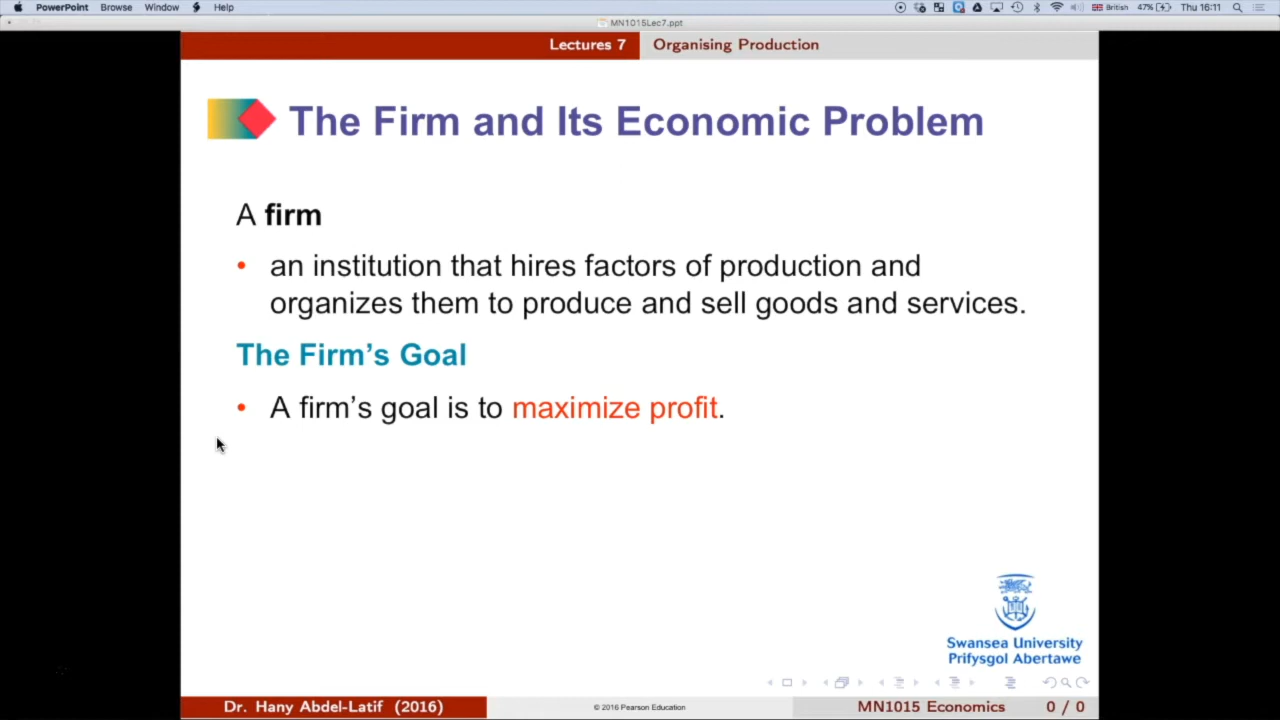 PowerPoint Browse Window Help British 47% Thu 16:11
MN1015Lec7.ppt
Lectures 7 Organising Production
The Firm and Its Economic Problem
A firm
• an institution that hires factors of production and
organizes them to produce and sell goods and services.
The Firm’s Goal
• A firm’s goal is to maximize profit.
Swansea University
Prifysgol Abertawe
Dr. Hany Abdel-Latif (2016) © 2016 Pearson Education MN1015 Economics 0 / 0